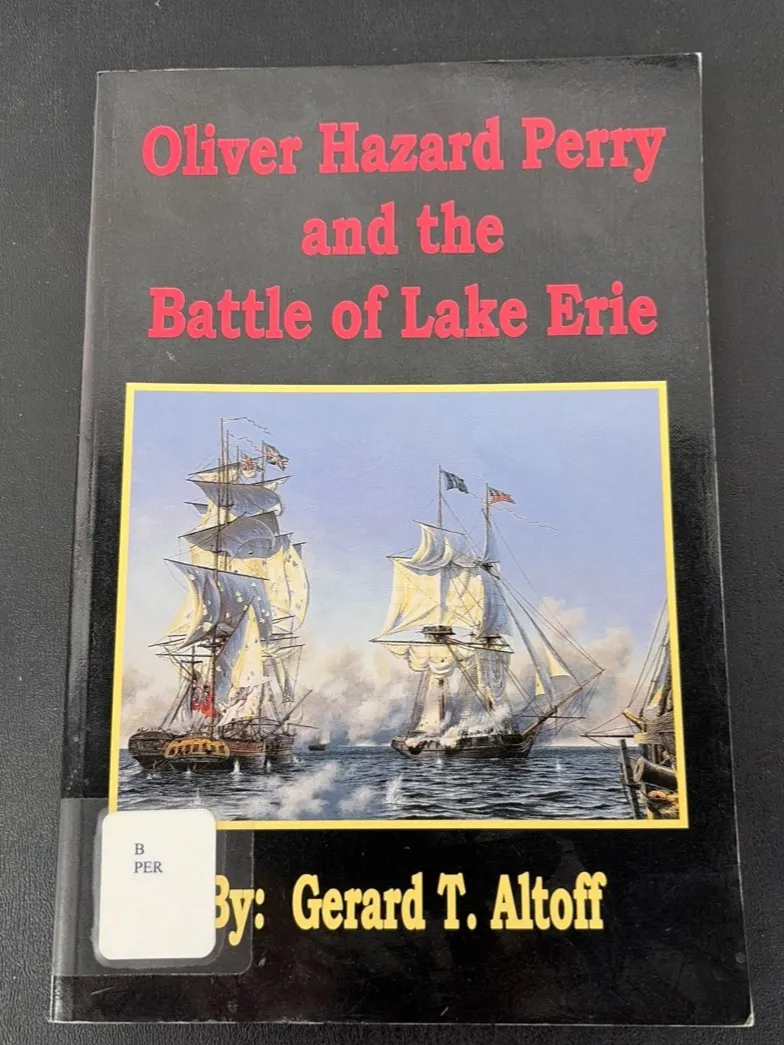 Oliver Hazard Perry
and the
Battle of Lake Erie
B
PER
By: Gerard T. Altoff